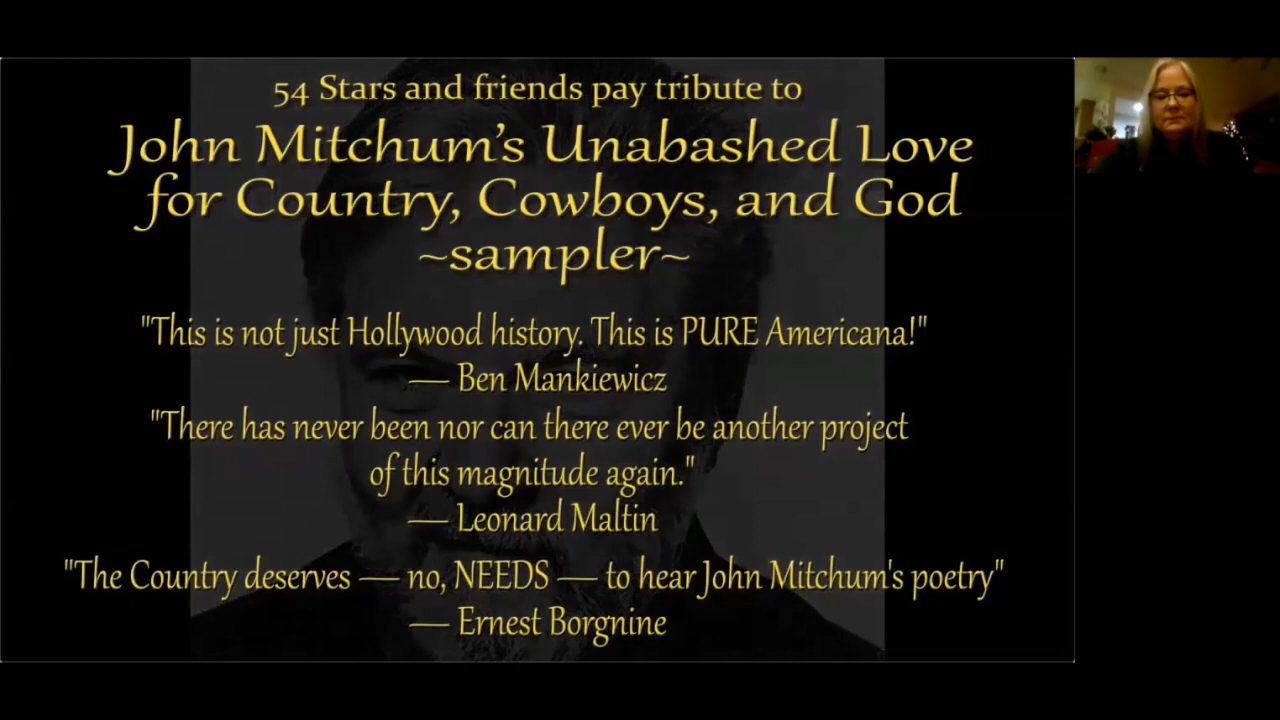 54 Stars and friends pay tribute to
John Mitchum’s Unabashed Love
for Country, Cowboys, and God
~sampler~
"This is not just Hollywood history. This is PURE Americana!"
— Ben Mankiewicz
"There has never been nor can there ever be another project
of this magnitude again."
— Leonard Maltin
"The Country deserves — no, NEEDS — to hear John Mitchum's poetry"
— Ernest Borgnine